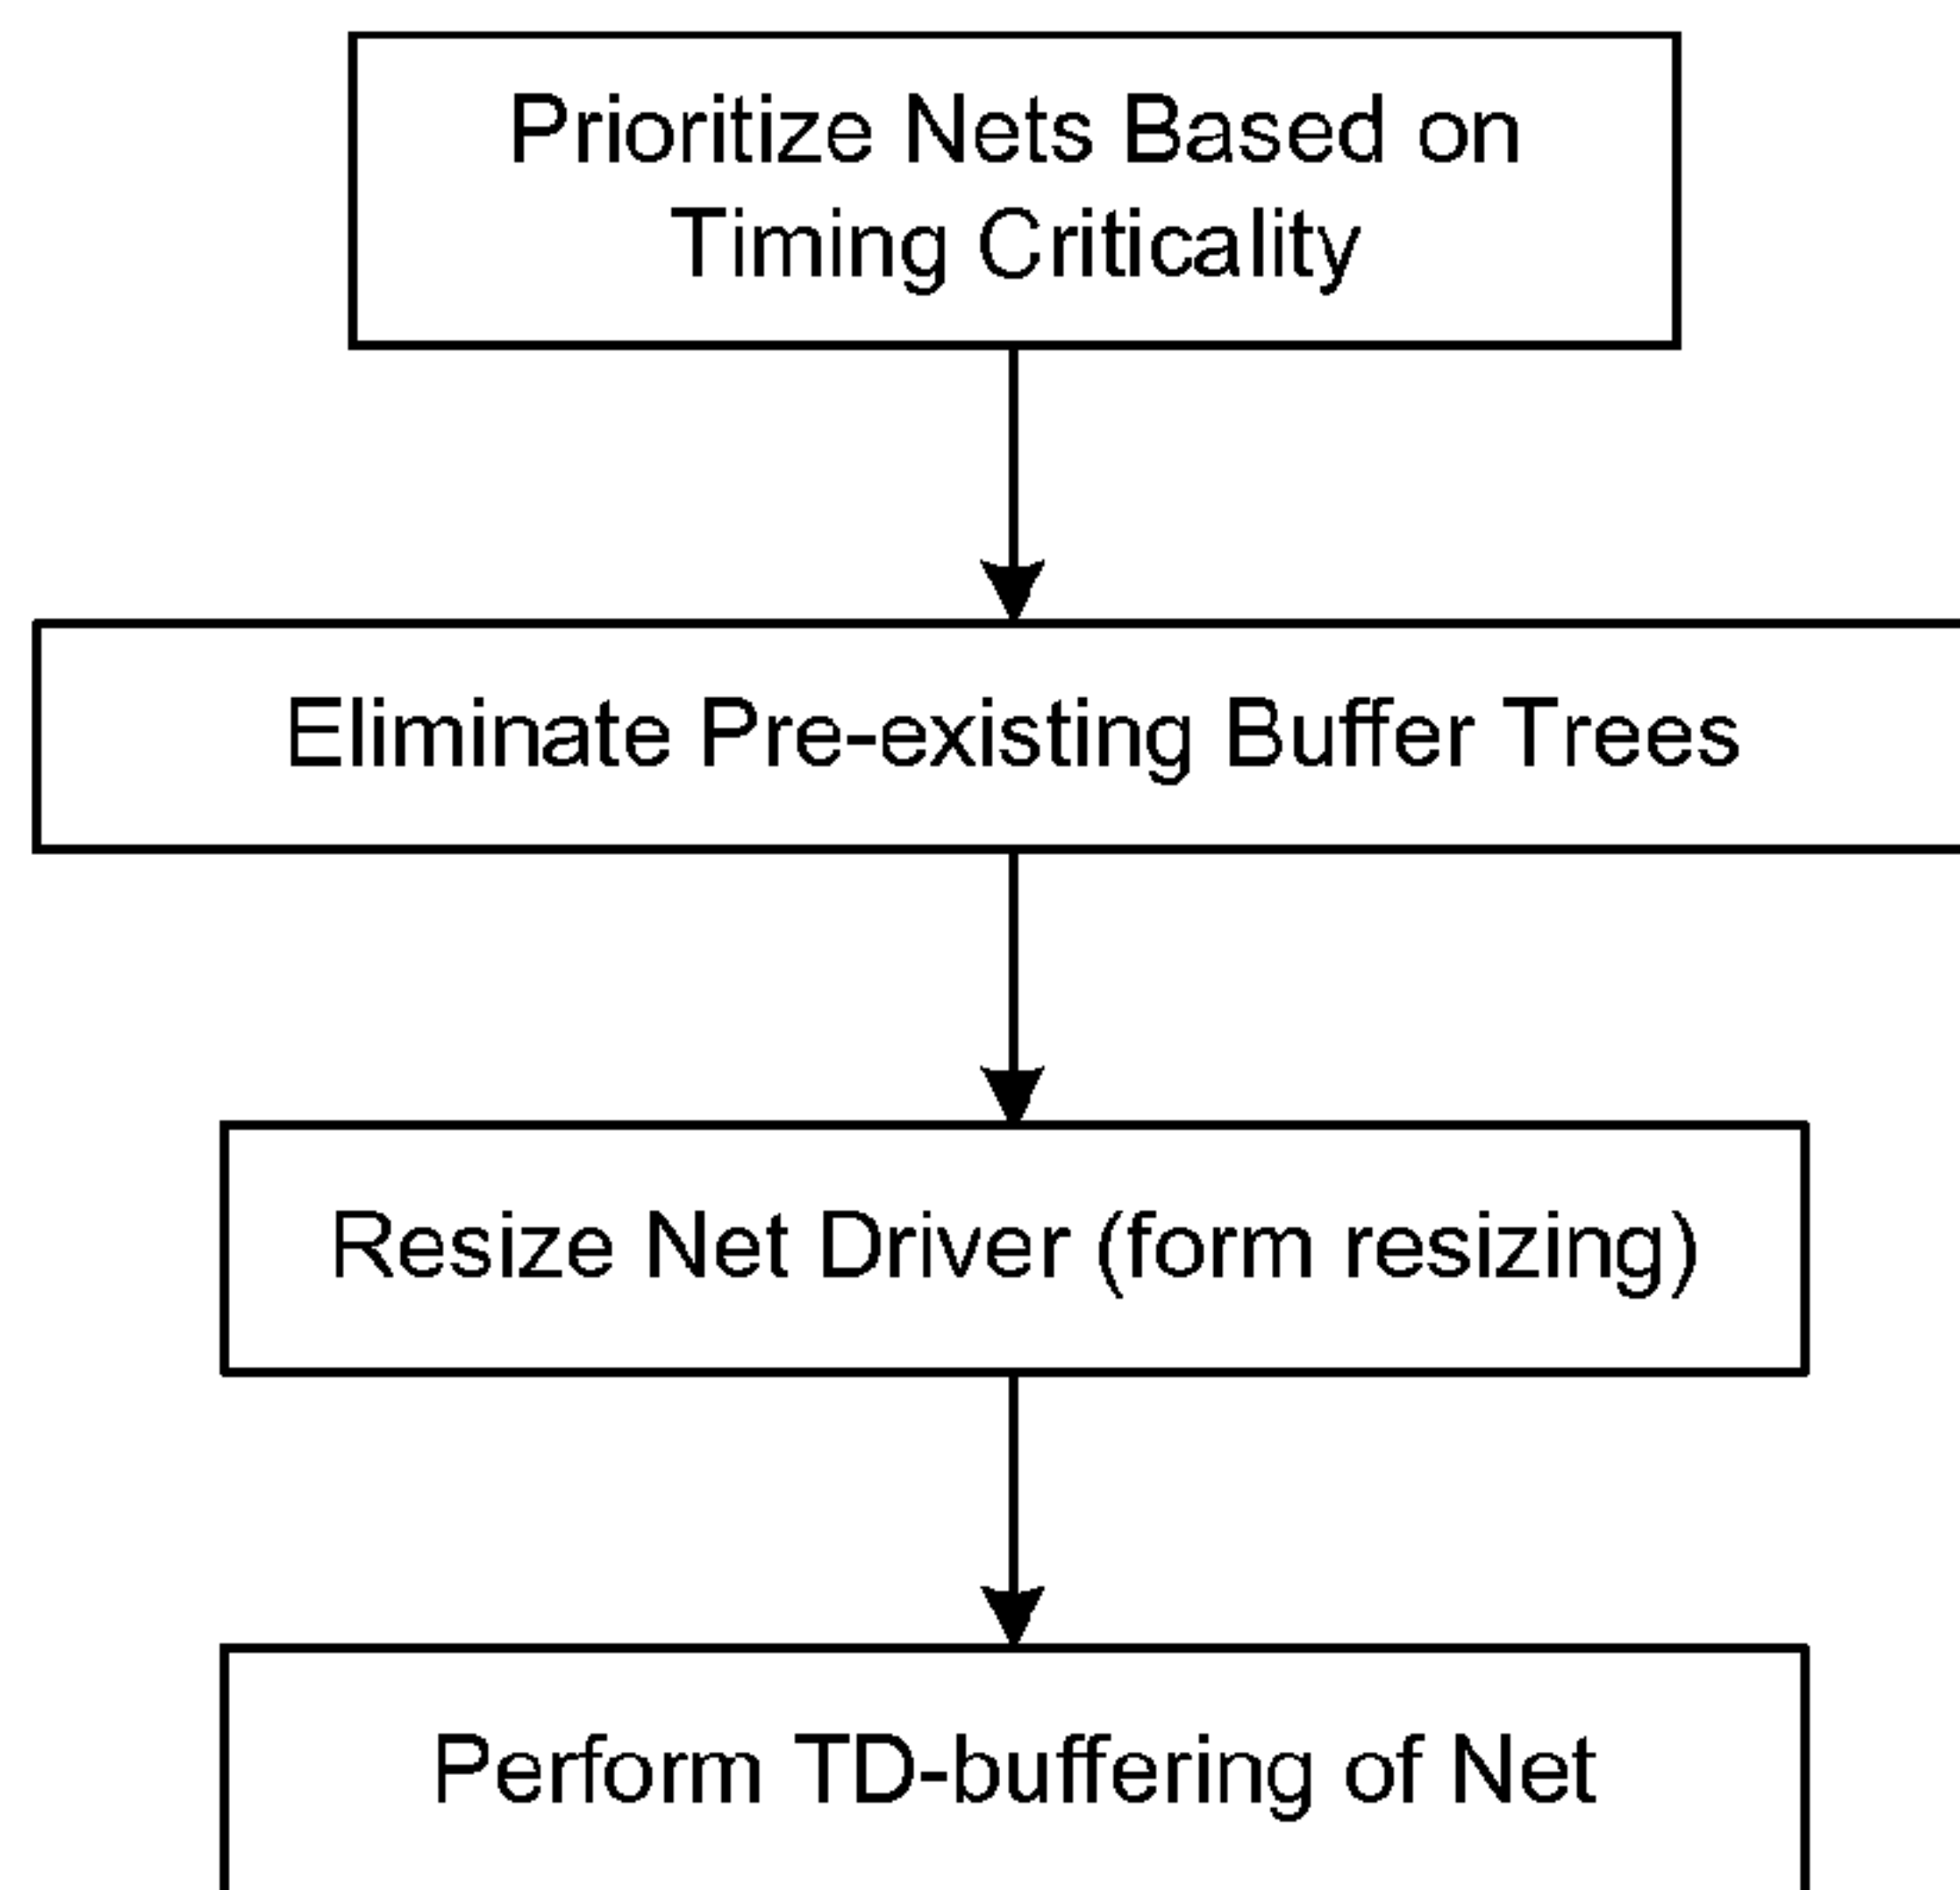 Prioritize Nets Based on
Timing Criticality
Eliminate Pre-existing Buffer Trees
Resize Net Driver (form resizing)
Perform TD-buffering of Net